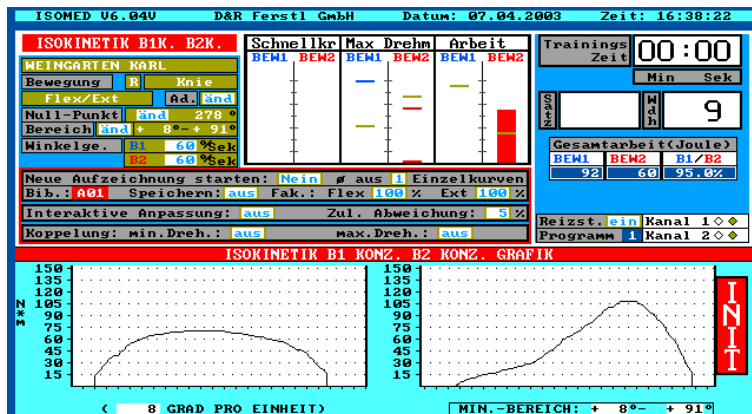 ISOMED V6.04V D&R Ferstl GmbH Datum: 07.04.2003 Zeit: 16:38:22
ISOKINETIK B1K. B2K.
WEINGARTEN KARL
Bewegung R Knie
Flex/Ext Ad. änd
Null-Punkt änd 278 °
Bereich änd + 8°- + 91°
Winkelge. B1 60 °/Sek
B2 60 °/Sek
Schnellkr Max Drehm Arbeit
BEW1 BEW2 BEW1 BEW2 BEW1 BEW2
Trainings Zeit 00:00
Min Sek
Satz Wdh 9
Gesamtarbeit(Joule)
BEW1 BEW2 B1/B2
92 60 95.0%
Neue Aufzeichnung starten: Nein ø aus 1 Einzelkurven
Bib.: A01 Speichern: aus Fak.: Flex 100 % Ext 100 %
Interaktive Anpassung: aus Zul. Abweichung: 5 %
Koppelung: min.Dreh.: aus max.Dreh.: aus
Reizst. ein Kanal 1
Programm 1 Kanal 2
ISOKINETIK B1 KONZ. B2 KONZ. GRAFIK
150 150
135 135
120 120
105 105
90 90
75 75
60 60
45 45
30 30
15 15
N*m
INIT
( 8 GRAD PRO EINHEIT)
MIN.-BEREICH: + 8°- + 91°